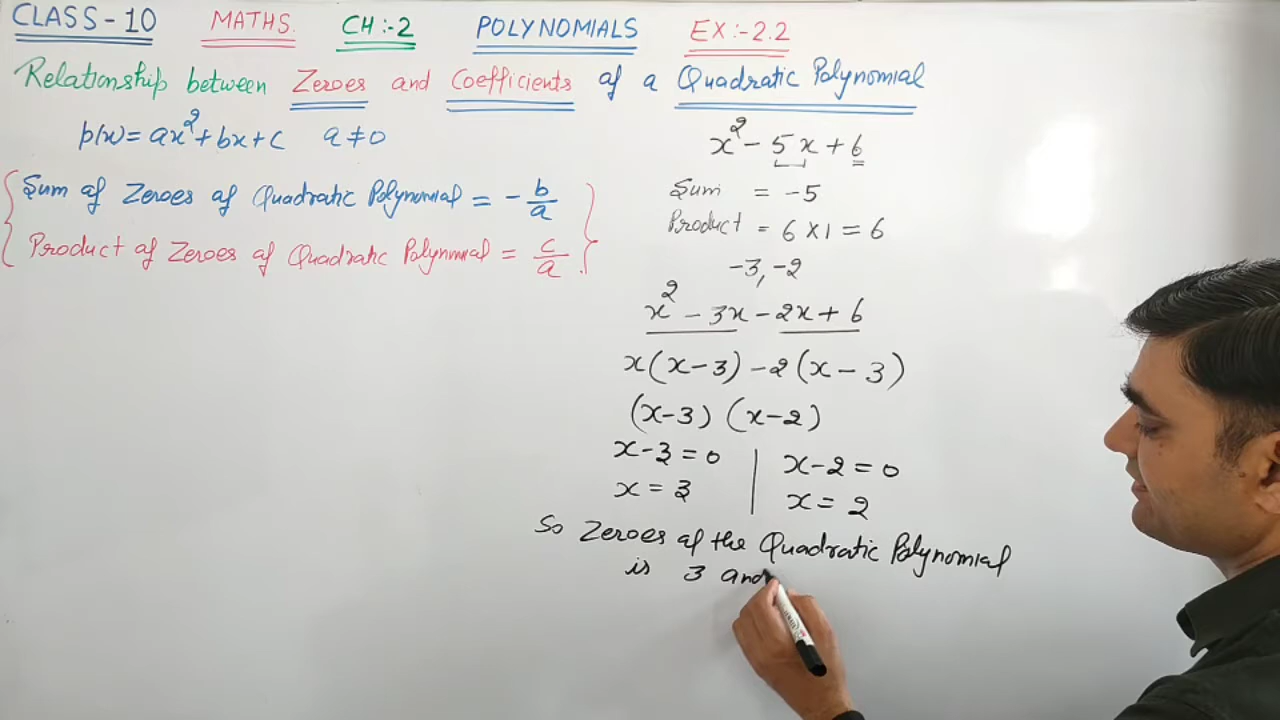 CLASS-10 MATHS. CH:-2 POLYNOMIALS EX:-2.2
Relationship between Zeroes and Coefficients of a Quadratic Polynomial
p(x)= ax²+bx+c a≠0
Sum of Zeroes of Quadratic Polynomial = -b/a
Product of Zeroes of Quadratic Polynomial = c/a.
x²-5x+6
Sum = -5
Product = 6×1=6
-3,-2
x²-3x-2x+6
x(x-3)-2(x-3)
(x-3) (x-2)
x-3=0 | x-2=0
x=3 | x=2
So Zeroes of the Quadratic Polynomial
is 3 and